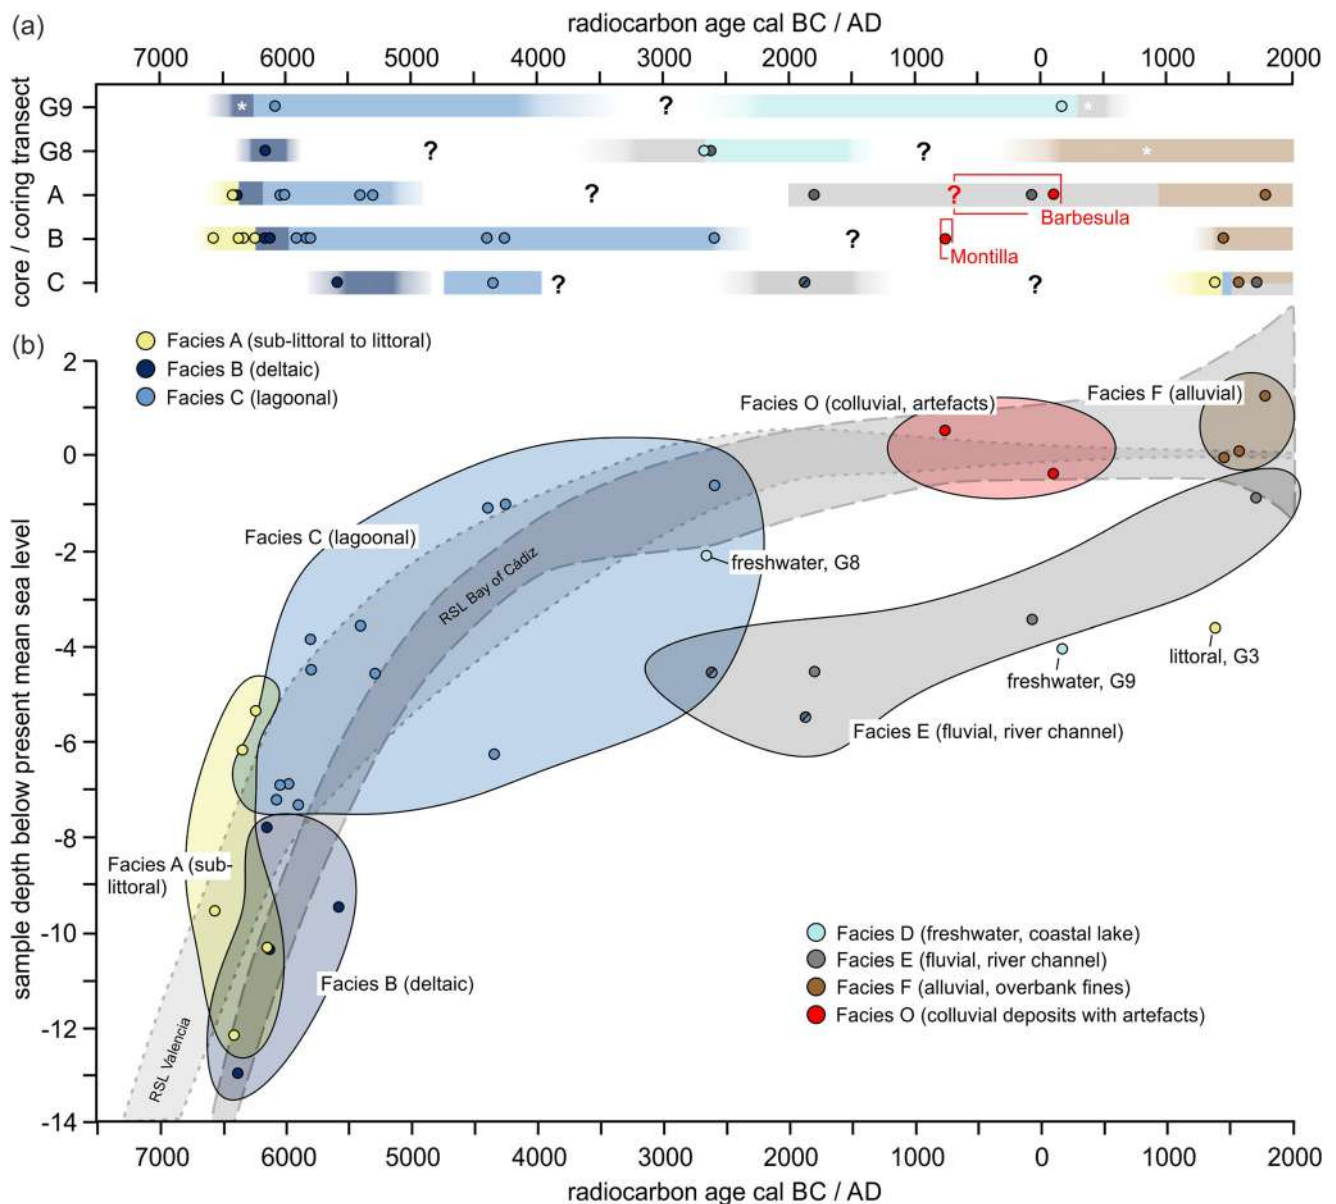 (a)
radiocarbon age cal BC / AD
7000 6000 5000 4000 3000 2000 1000 0 1000 2000
core / coring transect
G9 * ? *
G8 ? ? *
A ? ?
Barbesula
B ? ?
Montilla
C ? ?
(b)
Facies A (sub-littoral to littoral)
Facies B (deltaic)
Facies C (lagoonal)
sample depth below present mean sea level
2
0
-2
-4
-6
-8
-10
-12
-14
Facies F (alluvial)
Facies O (colluvial, artefacts)
Facies C (lagoonal)
RSL Bay of Cádiz
freshwater, G8
littoral, G3
freshwater, G9
Facies E (fluvial, river channel)
Facies A (sub-
littoral)
Facies B (deltaic)
RSL Valencia
Facies D (freshwater, coastal lake)
Facies E (fluvial, river channel)
Facies F (alluvial, overbank fines)
Facies O (colluvial deposits with artefacts)
7000 6000 5000 4000 3000 2000 1000 0 1000 2000
radiocarbon age cal BC / AD